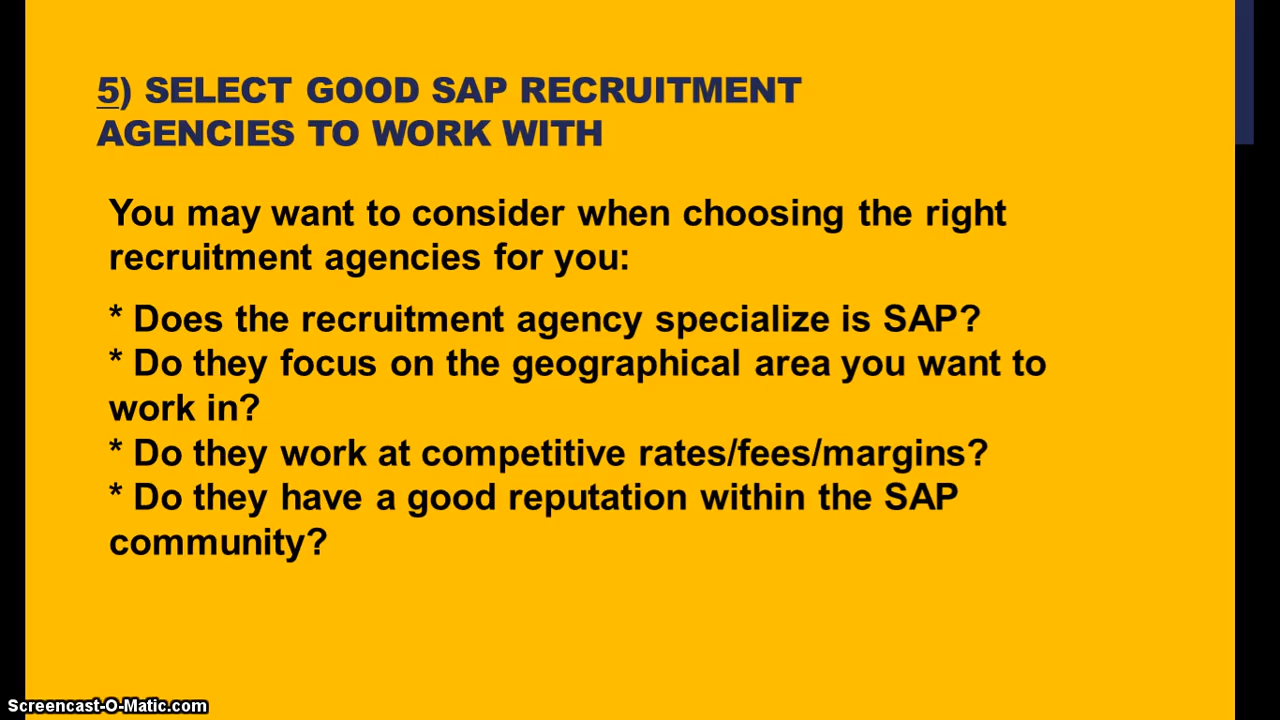 5) SELECT GOOD SAP RECRUITMENT
AGENCIES TO WORK WITH
You may want to consider when choosing the right
recruitment agencies for you:
* Does the recruitment agency specialize is SAP?
* Do they focus on the geographical area you want to
work in?
* Do they work at competitive rates/fees/margins?
* Do they have a good reputation within the SAP
community?
Screencast-O-Matic.com